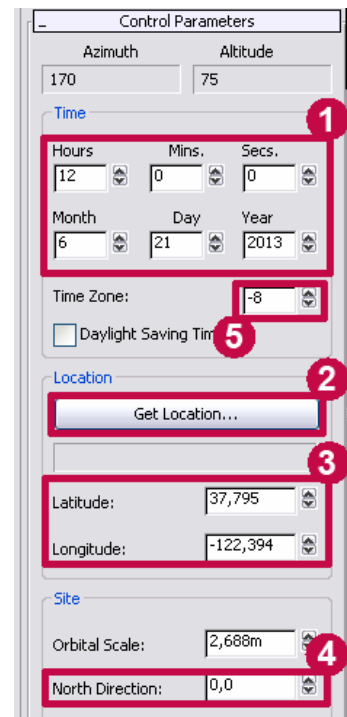 - Control Parameters
Azimuth Altitude
170 75
Time
1
Hours Mins. Secs.
12 0 0
Month Day Year
6 21 2013
Time Zone: -8
Daylight Saving Tim
5
Location
2
Get Location...
3
Latitude: 37,795
Longitude: -122,394
Site
Orbital Scale: 2,688m
4
North Direction: 0,0